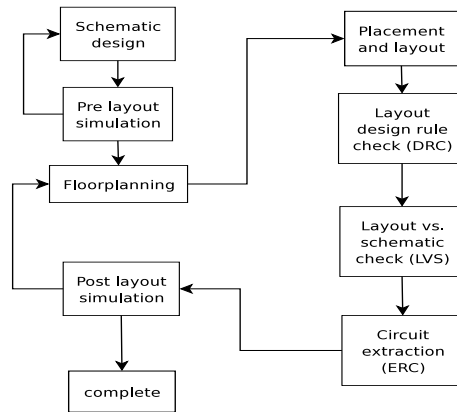 Schematic
design
Pre layout
simulation
Floorplanning
Placement
and layout
Layout
design rule
check (DRC)
Layout vs.
schematic
check (LVS)
Circuit
extraction
(ERC)
Post layout
simulation
complete